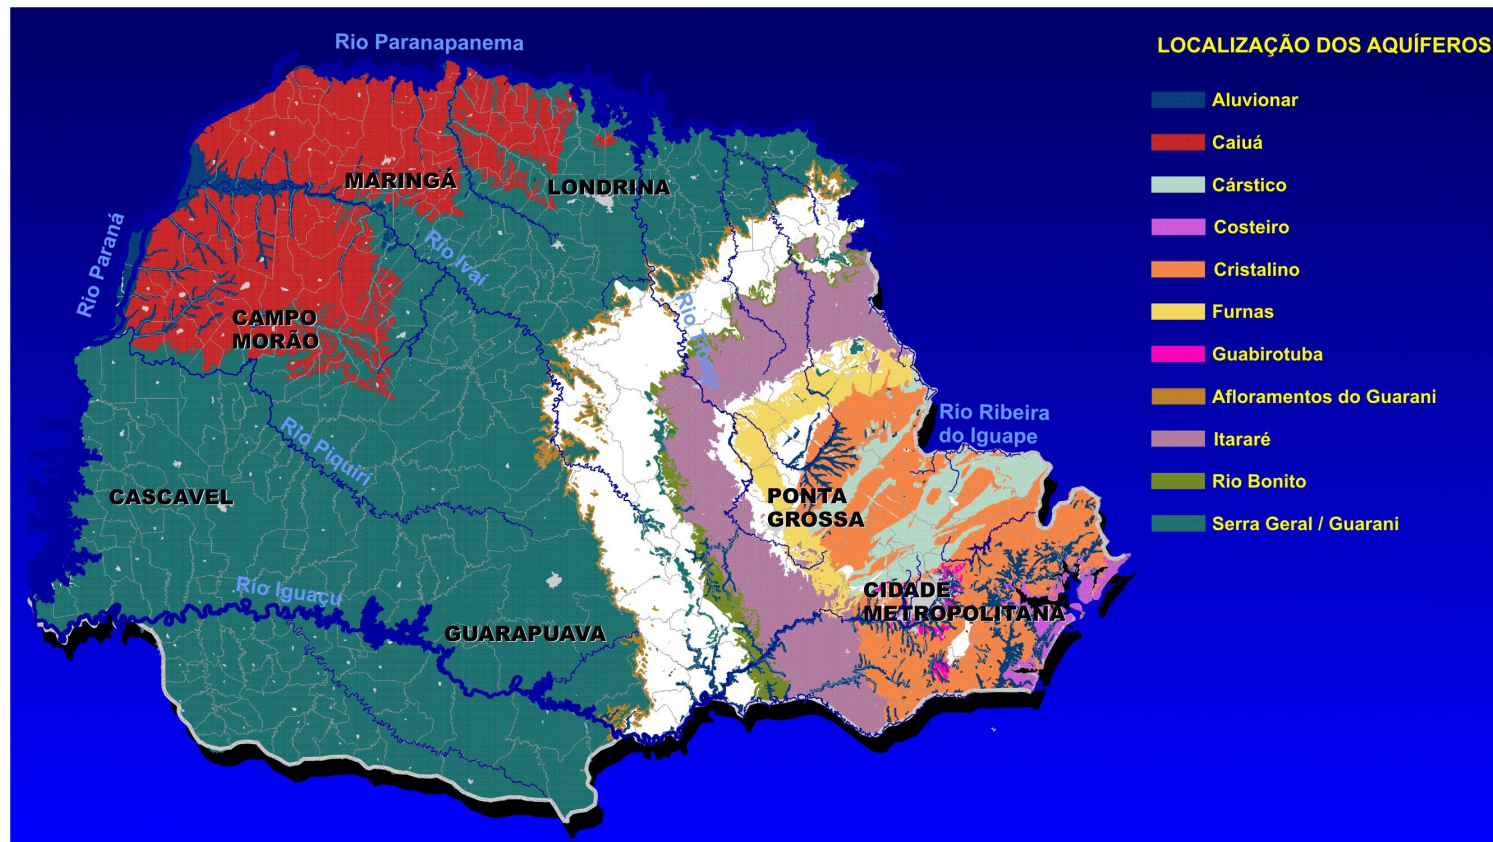 Rio Paranapanema
LOCALIZAÇÃO DOS AQUÍFEROS
Aluvionar
Caiuá
Cárstico
Costeiro
Cristalino
Furnas
Guabirotuba
Afloramentos do Guarani
Itararé
Rio Bonito
Serra Geral / Guarani
MARINGÁ
LONDRINA
Rio Paraná
Rio Ivaí
CAMPO
MORÃO
Rio Tibagi
Rio Ribeira
do Iguape
Rio Piquiri
CASCAVEL
PONTA
GROSSA
Rio Iguaçu
CIDADE
METROPOLITANA
GUARAPUAVA